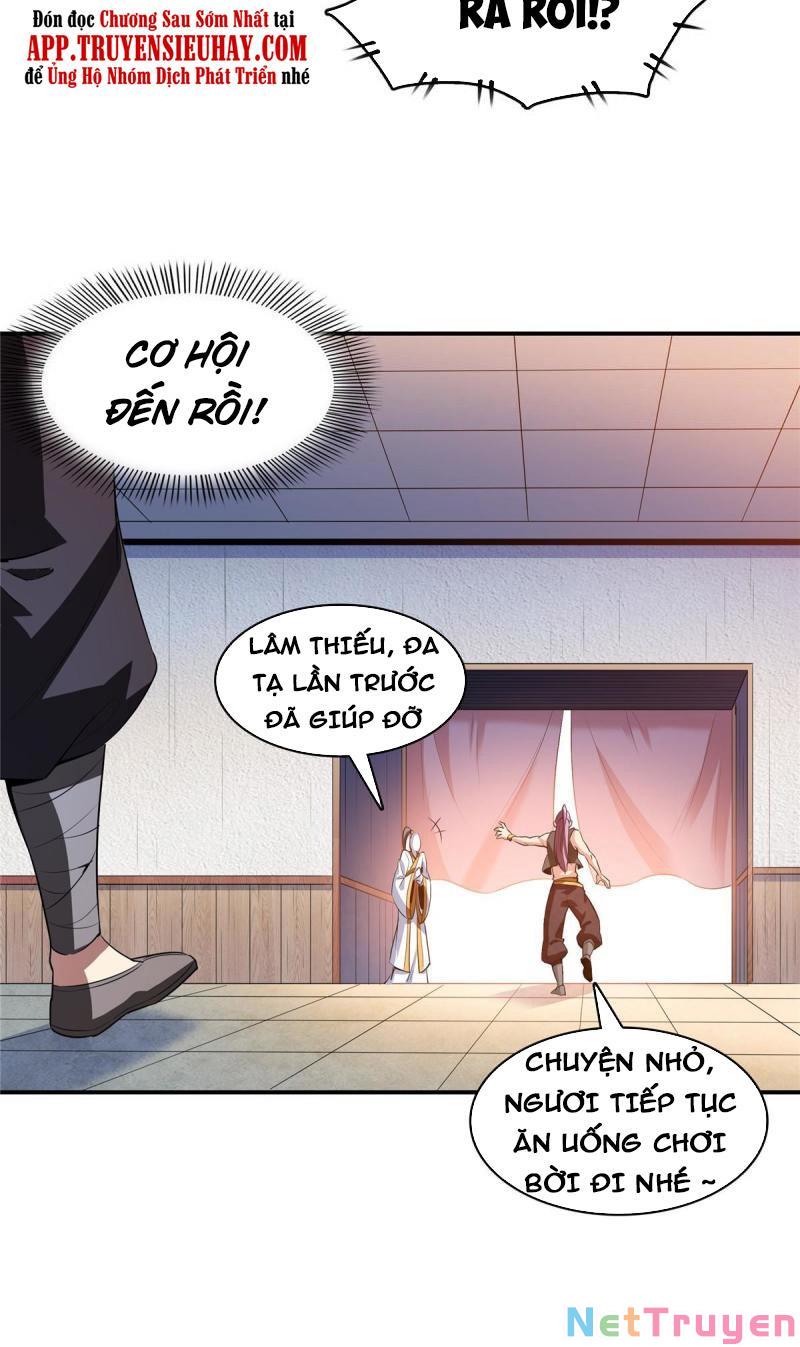 Đón đọc Chương Sau Sớm Nhất tại
APP.TRUYENSIEUHAY.COM
để Ủng Hộ Nhóm Dịch Phát Triển nhé
RA RỒI!?
CƠ HỘI
ĐẾN RỒI!
LÂM THIẾU, ĐA
TẠ LẦN TRƯỚC
ĐÃ GIÚP ĐỠ
CHUYỆN NHỎ,
NGƯƠI TIẾP TỤC
ĂN UỐNG CHƠI
BỜI ĐI NHÉ ~
NetTruyen